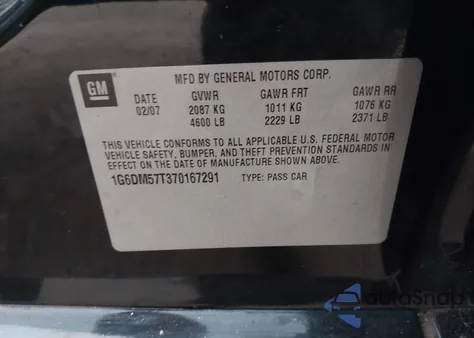 GM
MFD BY GENERAL MOTORS CORP.
DATE GVWR GAWR FRT GAWR RR
02/07 2087 KG 1011 KG 1076 KG
4600 LB 2229 LB 2371 LB
THIS VEHICLE CONFORMS TO ALL APPLICABLE U.S. FEDERAL MOTOR
VEHICLE SAFETY, BUMPER, AND THEFT PREVENTION STANDARDS IN
EFFECT ON THE DATE OF MANUFACTURE SHOWN ABOVE.
1G6DM57T370167291 TYPE: PASS CAR
autoSnap